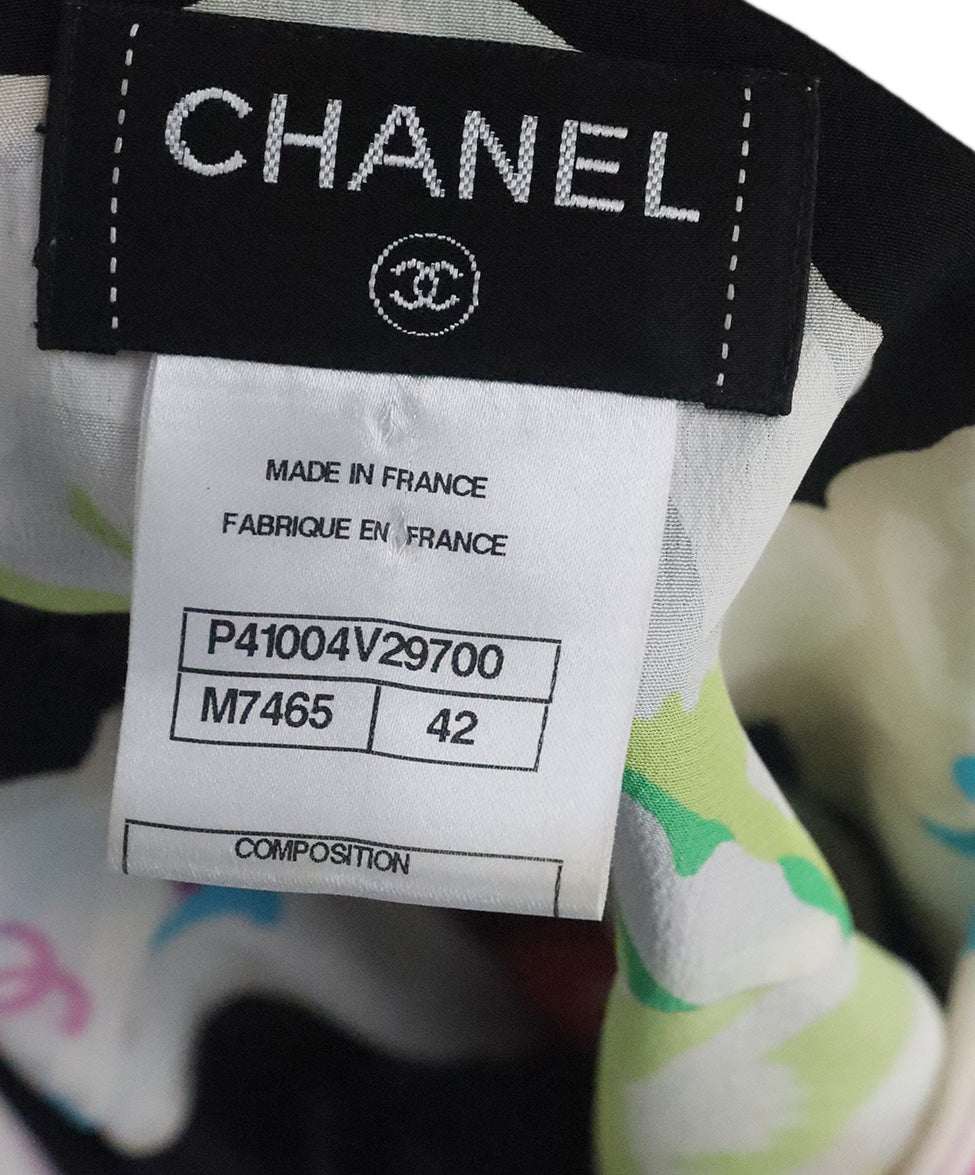 CHANEL
MADE IN FRANCE
FABRIQUE EN FRANCE
P41004V29700
M7465 42
COMPOSITION